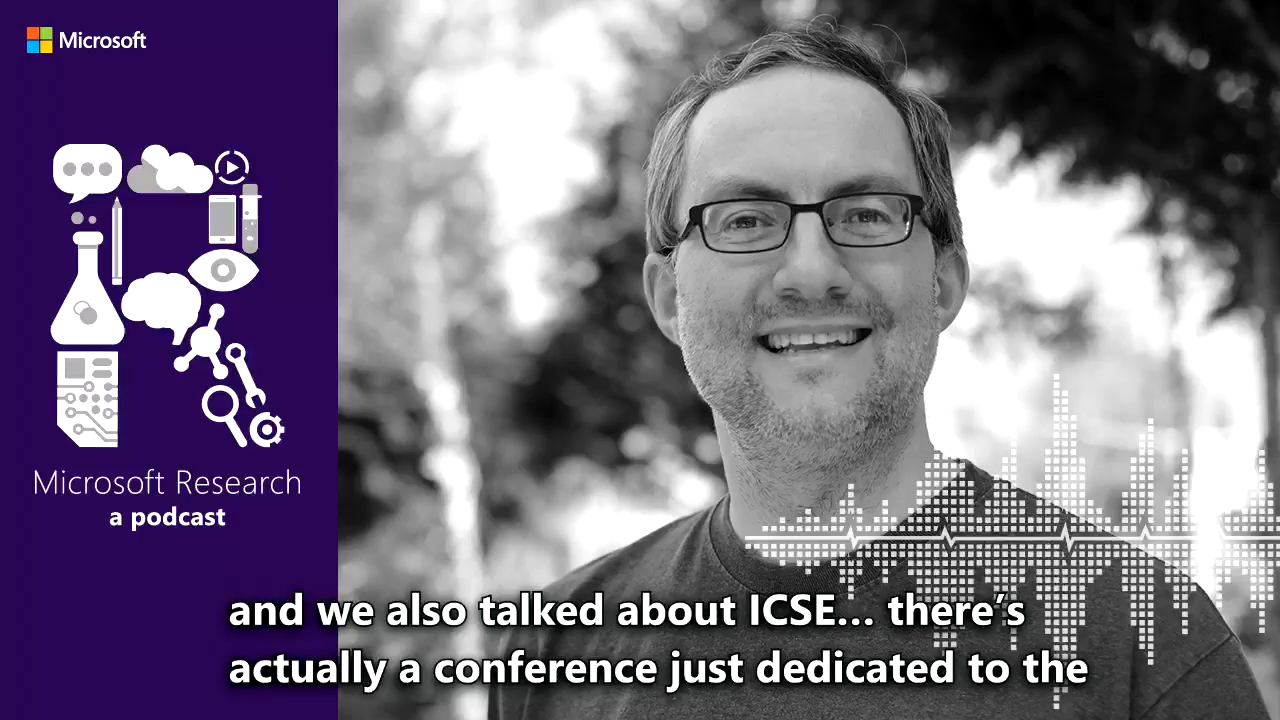 Microsoft
Microsoft Research
a podcast
and we also talked about ICSE... there's
actually a conference just dedicated to the